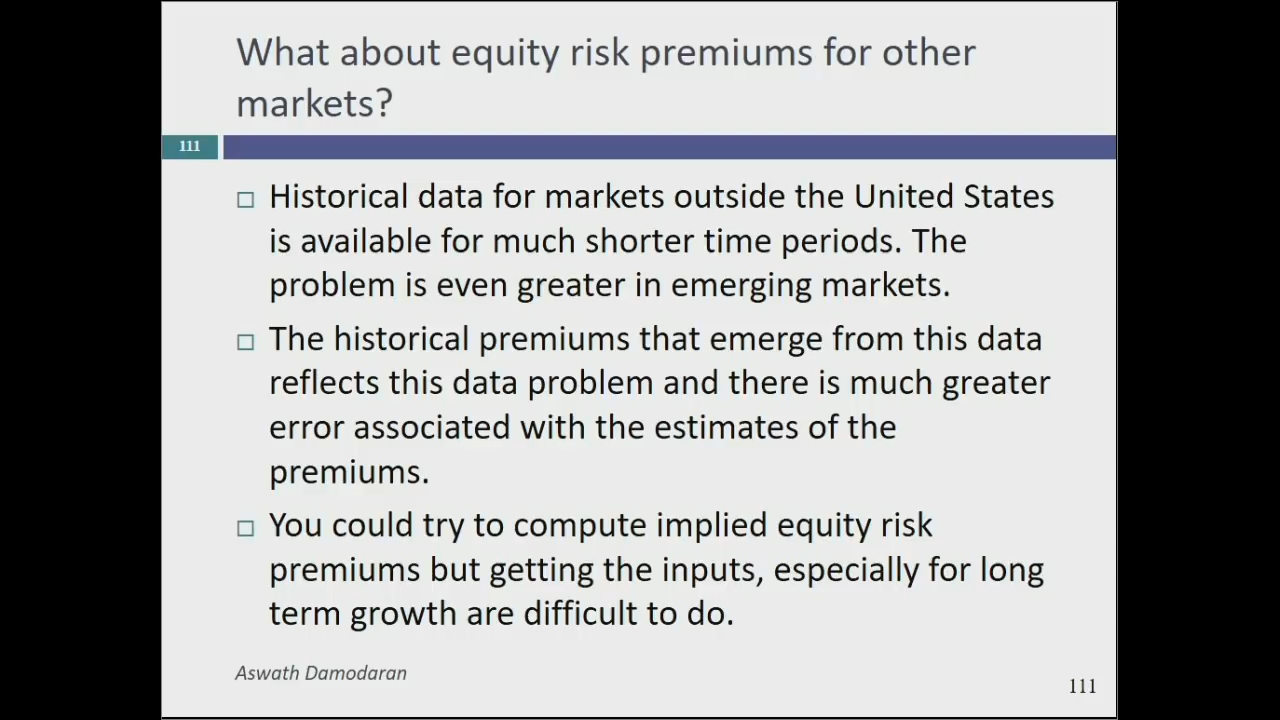 What about equity risk premiums for other
markets?
111
Historical data for markets outside the United States
is available for much shorter time periods. The
problem is even greater in emerging markets.
The historical premiums that emerge from this data
reflects this data problem and there is much greater
error associated with the estimates of the
premiums.
You could try to compute implied equity risk
premiums but getting the inputs, especially for long
term growth are difficult to do.
Aswath Damodaran
111